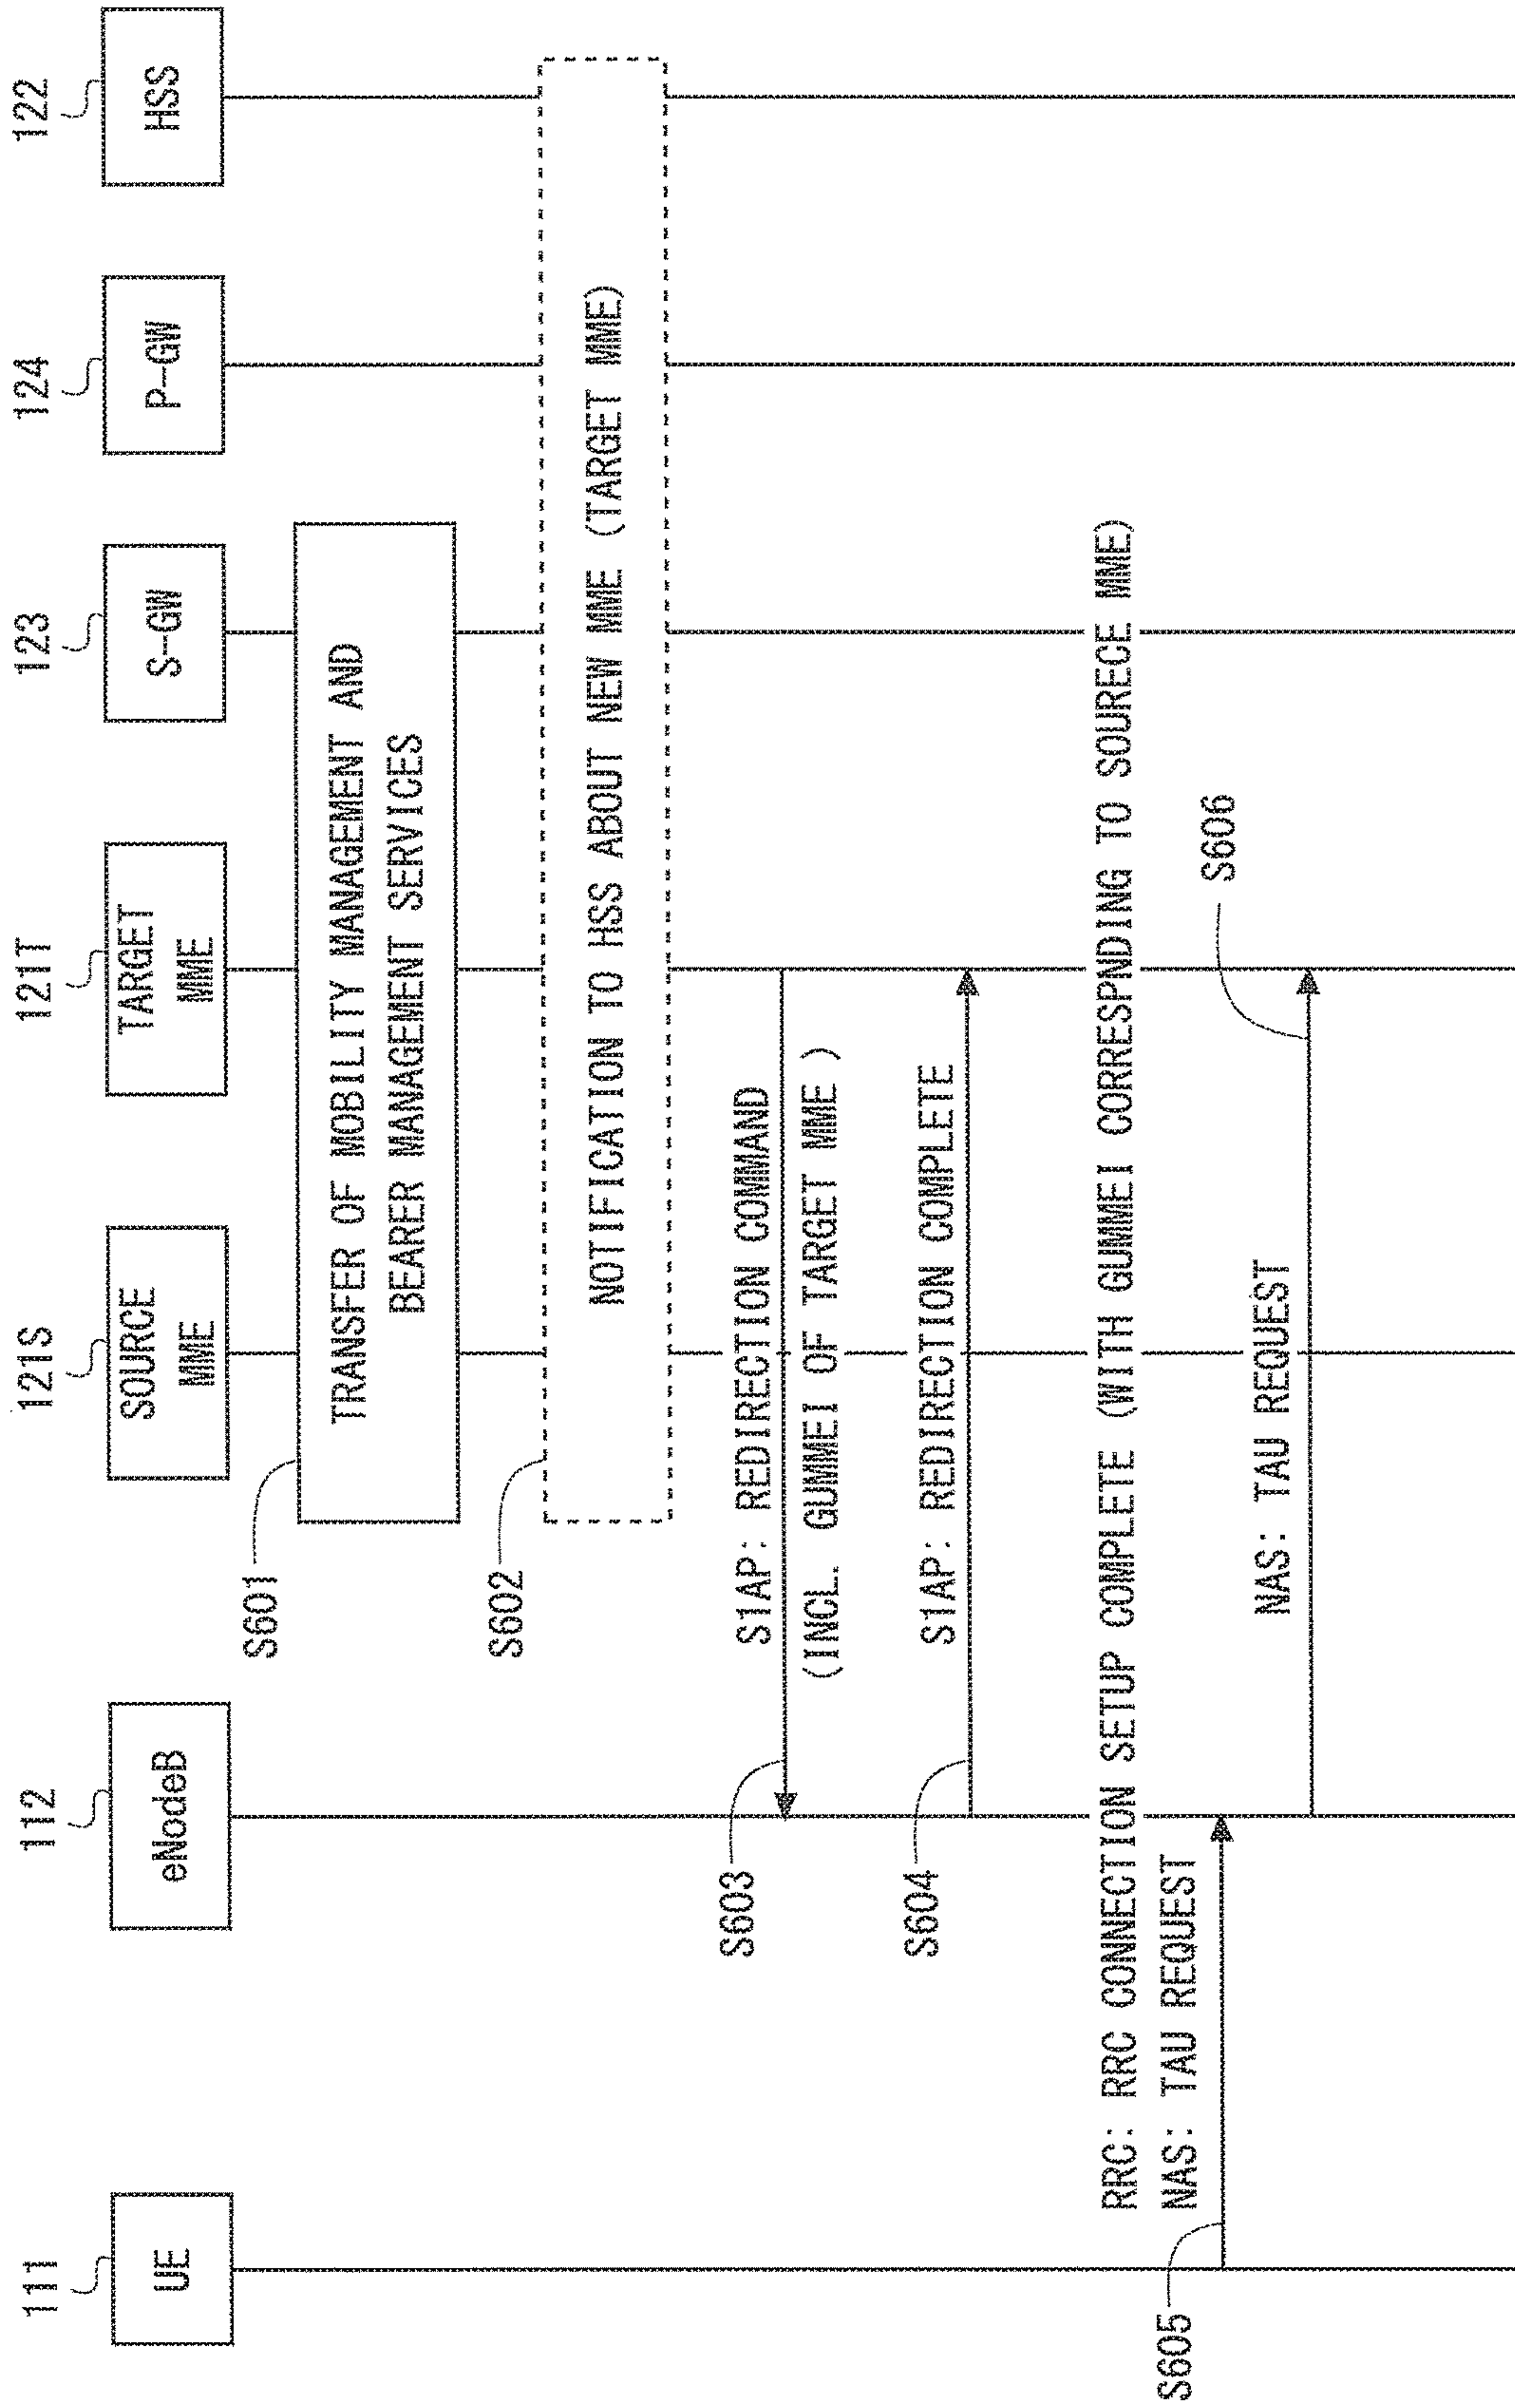 111
112
121S
121T
123
124
122
UE
eNodeB
SOURCE
MME
TARGET
MME
S-GW
P-GW
HSS
S601
TRANSFER OF MOBILITY MANAGEMENT AND
BEARER MANAGEMENT SERVICES
S602
NOTIFICATION TO HSS ABOUT NEW MME (TARGET MME)
S603
S1AP: REDIRECTION COMMAND
(INCL. GUMMEI OF TARGET MME )
S604
S1AP: REDIRECTION COMPLETE
RRC: RRC CONNECTION SETUP COMPLETE (WITH GUMMEI CORRESPNDING TO SOURECE MME)
NAS: TAU REQUEST
S605
S606
NAS: TAU REQUEST